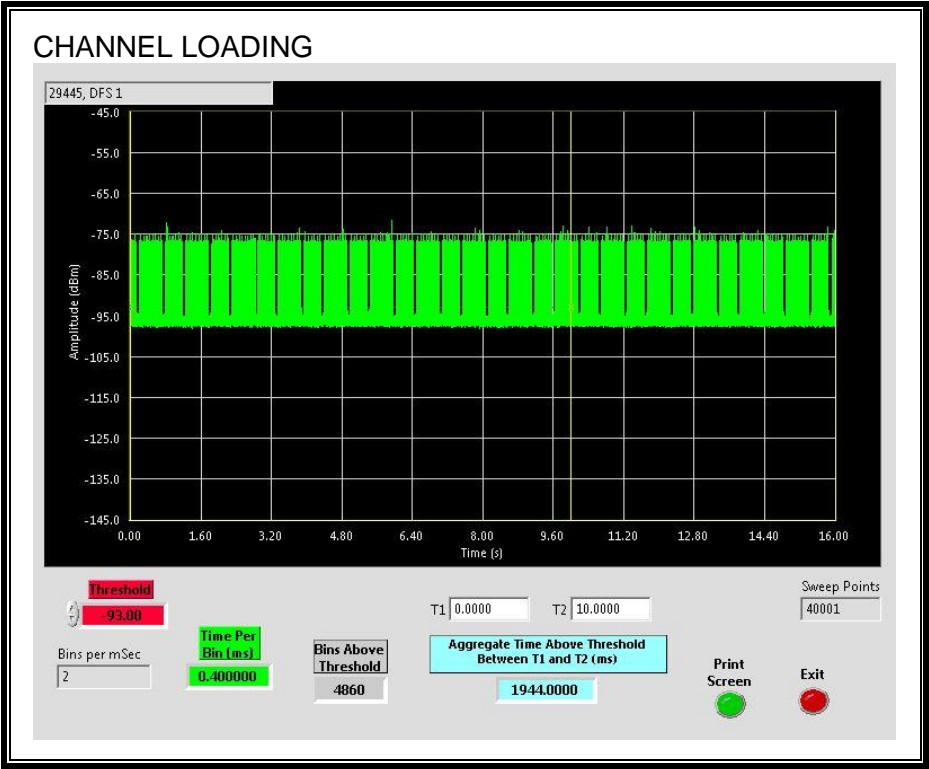 CHANNEL LOADING
29445, DFS 1
-45.0
-55.0
-65.0
-75.0
-85.0
-95.0
-105.0
-115.0
-125.0
-135.0
-145.0
Amplitude (dBm)
0.00 1.60 3.20 4.80 6.40 0.00 8.00 9.60 11.20 12.80 14.40 16.00
Time (s)
Threshold
-93.00
Bins per mSec
2
Time Per
Bin (ms)
0.400000
Bins Above
Threshold
4860
T1 0.0000 T2 10.0000
Aggregate Time Above Threshold
Between T1 and T2 (ms)
1944.0000
Sweep Points
40001
Print
Screen
Exit